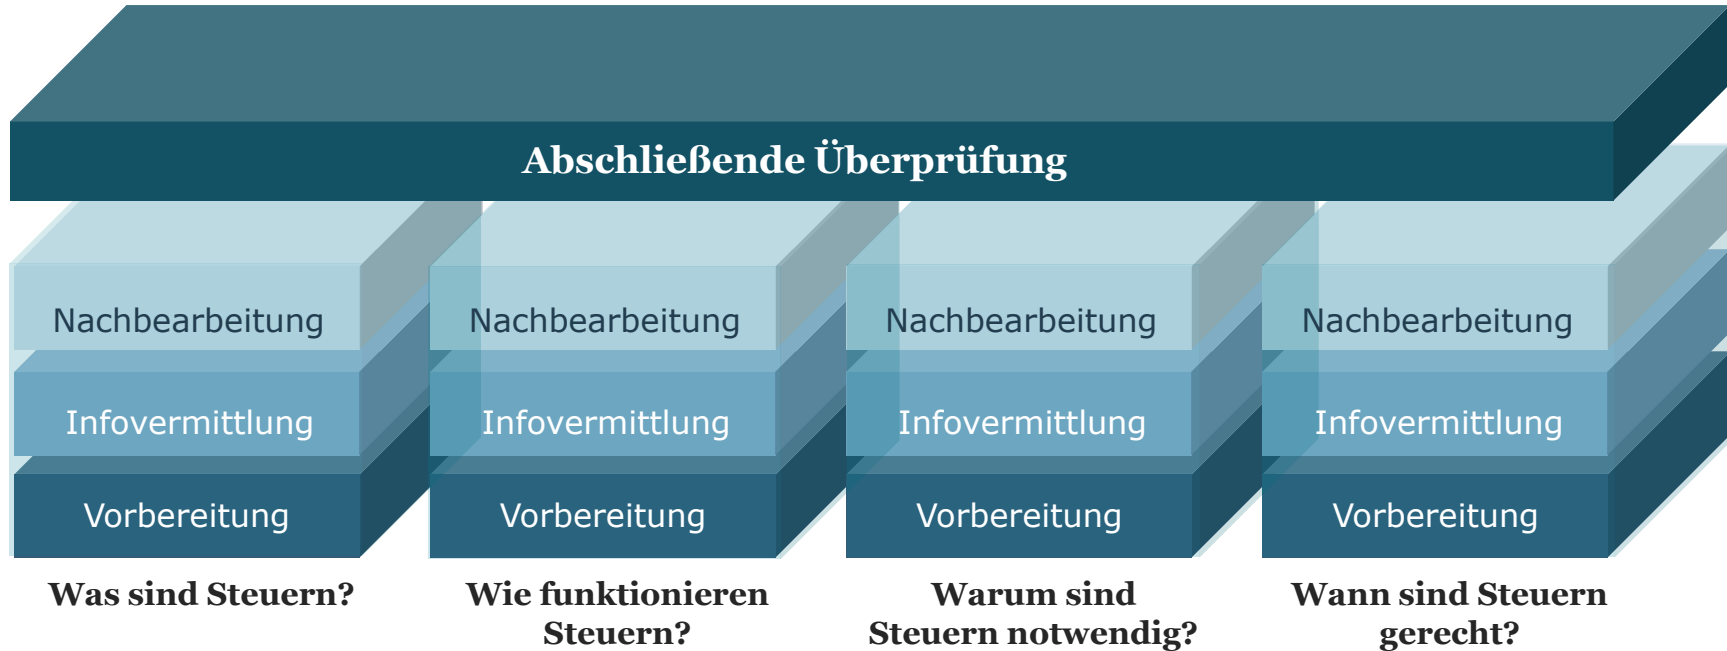 Abschließende Überprüfung
Nachbearbeitung
Nachbearbeitung
Nachbearbeitung
Nachbearbeitung
Infovermittlung
Infovermittlung
Infovermittlung
Infovermittlung
Vorbereitung
Vorbereitung
Vorbereitung
Vorbereitung
Was sind Steuern?
Wie funktionieren
Steuern?
Warum sind
Steuern notwendig?
Wann sind Steuern
gerecht?